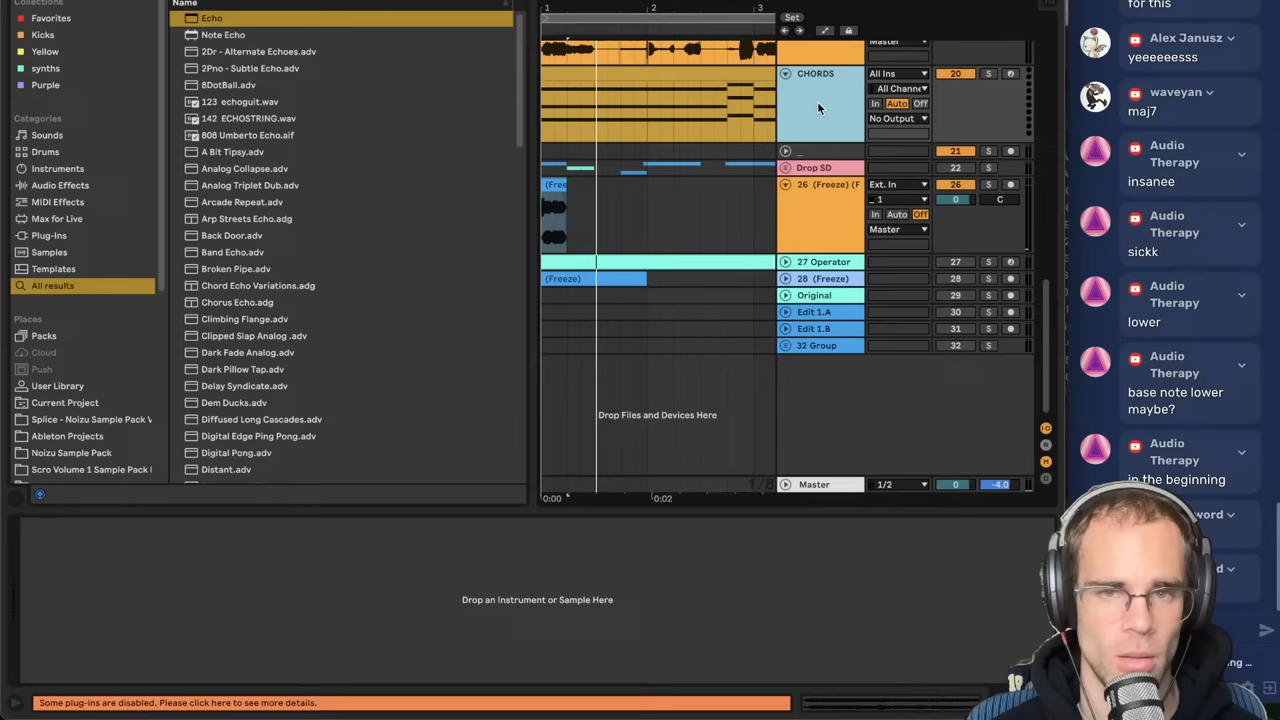 Collections
Favorites
Kicks
Yellow
synths
Purple
Categories
Sounds
Drums
Instruments
Audio Effects
MIDI Effects
Max for Live
Plug-Ins
Samples
Templates
All results
Places
Packs
Cloud
Push
User Library
Current Project
Splice - Noizu Sample Pack V
Ableton Projects
Noizu Sample Pack
Scro Volume 1 Sample Pack I
Name
Echo
Note Echo
2Dr - Alternate Echoes.adv
2Pno - Subtle Echo.adv
8DotBall.adv
123 echoguit.wav
142 ECHOSTRING.wav
808 Umberto Echo.aif
A Bit Tipsy.adv
Analog Collapse.adv
Analog Triplet Dub.adv
Arcade Repeat.adv
Arp Streets Echo.adg
Back Door.adv
Band Echo.adv
Broken Pipe.adv
Chord Echo Variations.adg
Chorus Echo.adg
Climbing Flange.adv
Clipped Slap Analog .adv
Dark Fade Analog.adv
Dark Pillow Tap.adv
Delay Syndicate.adv
Dem Ducks.adv
Diffused Long Cascades.adv
Digital Edge Ping Pong.adv
Digital Pong.adv
Distant.adv
1 2 3
Set
Master
CHORDS All Ins 20 S
All Channe
In Auto Off
No Output
_ 21 S
Drop SD 22 S
(Free 26 (Freeze) (F Ext. In 26 S
1 0 C
In Auto Off
Master
27 Operator 27 S
(Freeze) 28 (Freeze) 28 S
Original 29 S
Edit 1.A 30 S
Edit 1.B 31 S
32 Group 32 S
Drop Files and Devices Here
IO
R
M
D
1/8
Master 1/2 0 -4.0
0:00 0:02
Drop an Instrument or Sample Here
Some plug-ins are disabled. Please click here to see more details.
for this
Alex Janusz
yeeeeeesss
waveyan
maj7
Audio
Therapy
insanee
Audio
Therapy
sickk
Audio
Therapy
lower
Audio
Therapy
base note lower
maybe?
Audio
Therapy
in the beginning